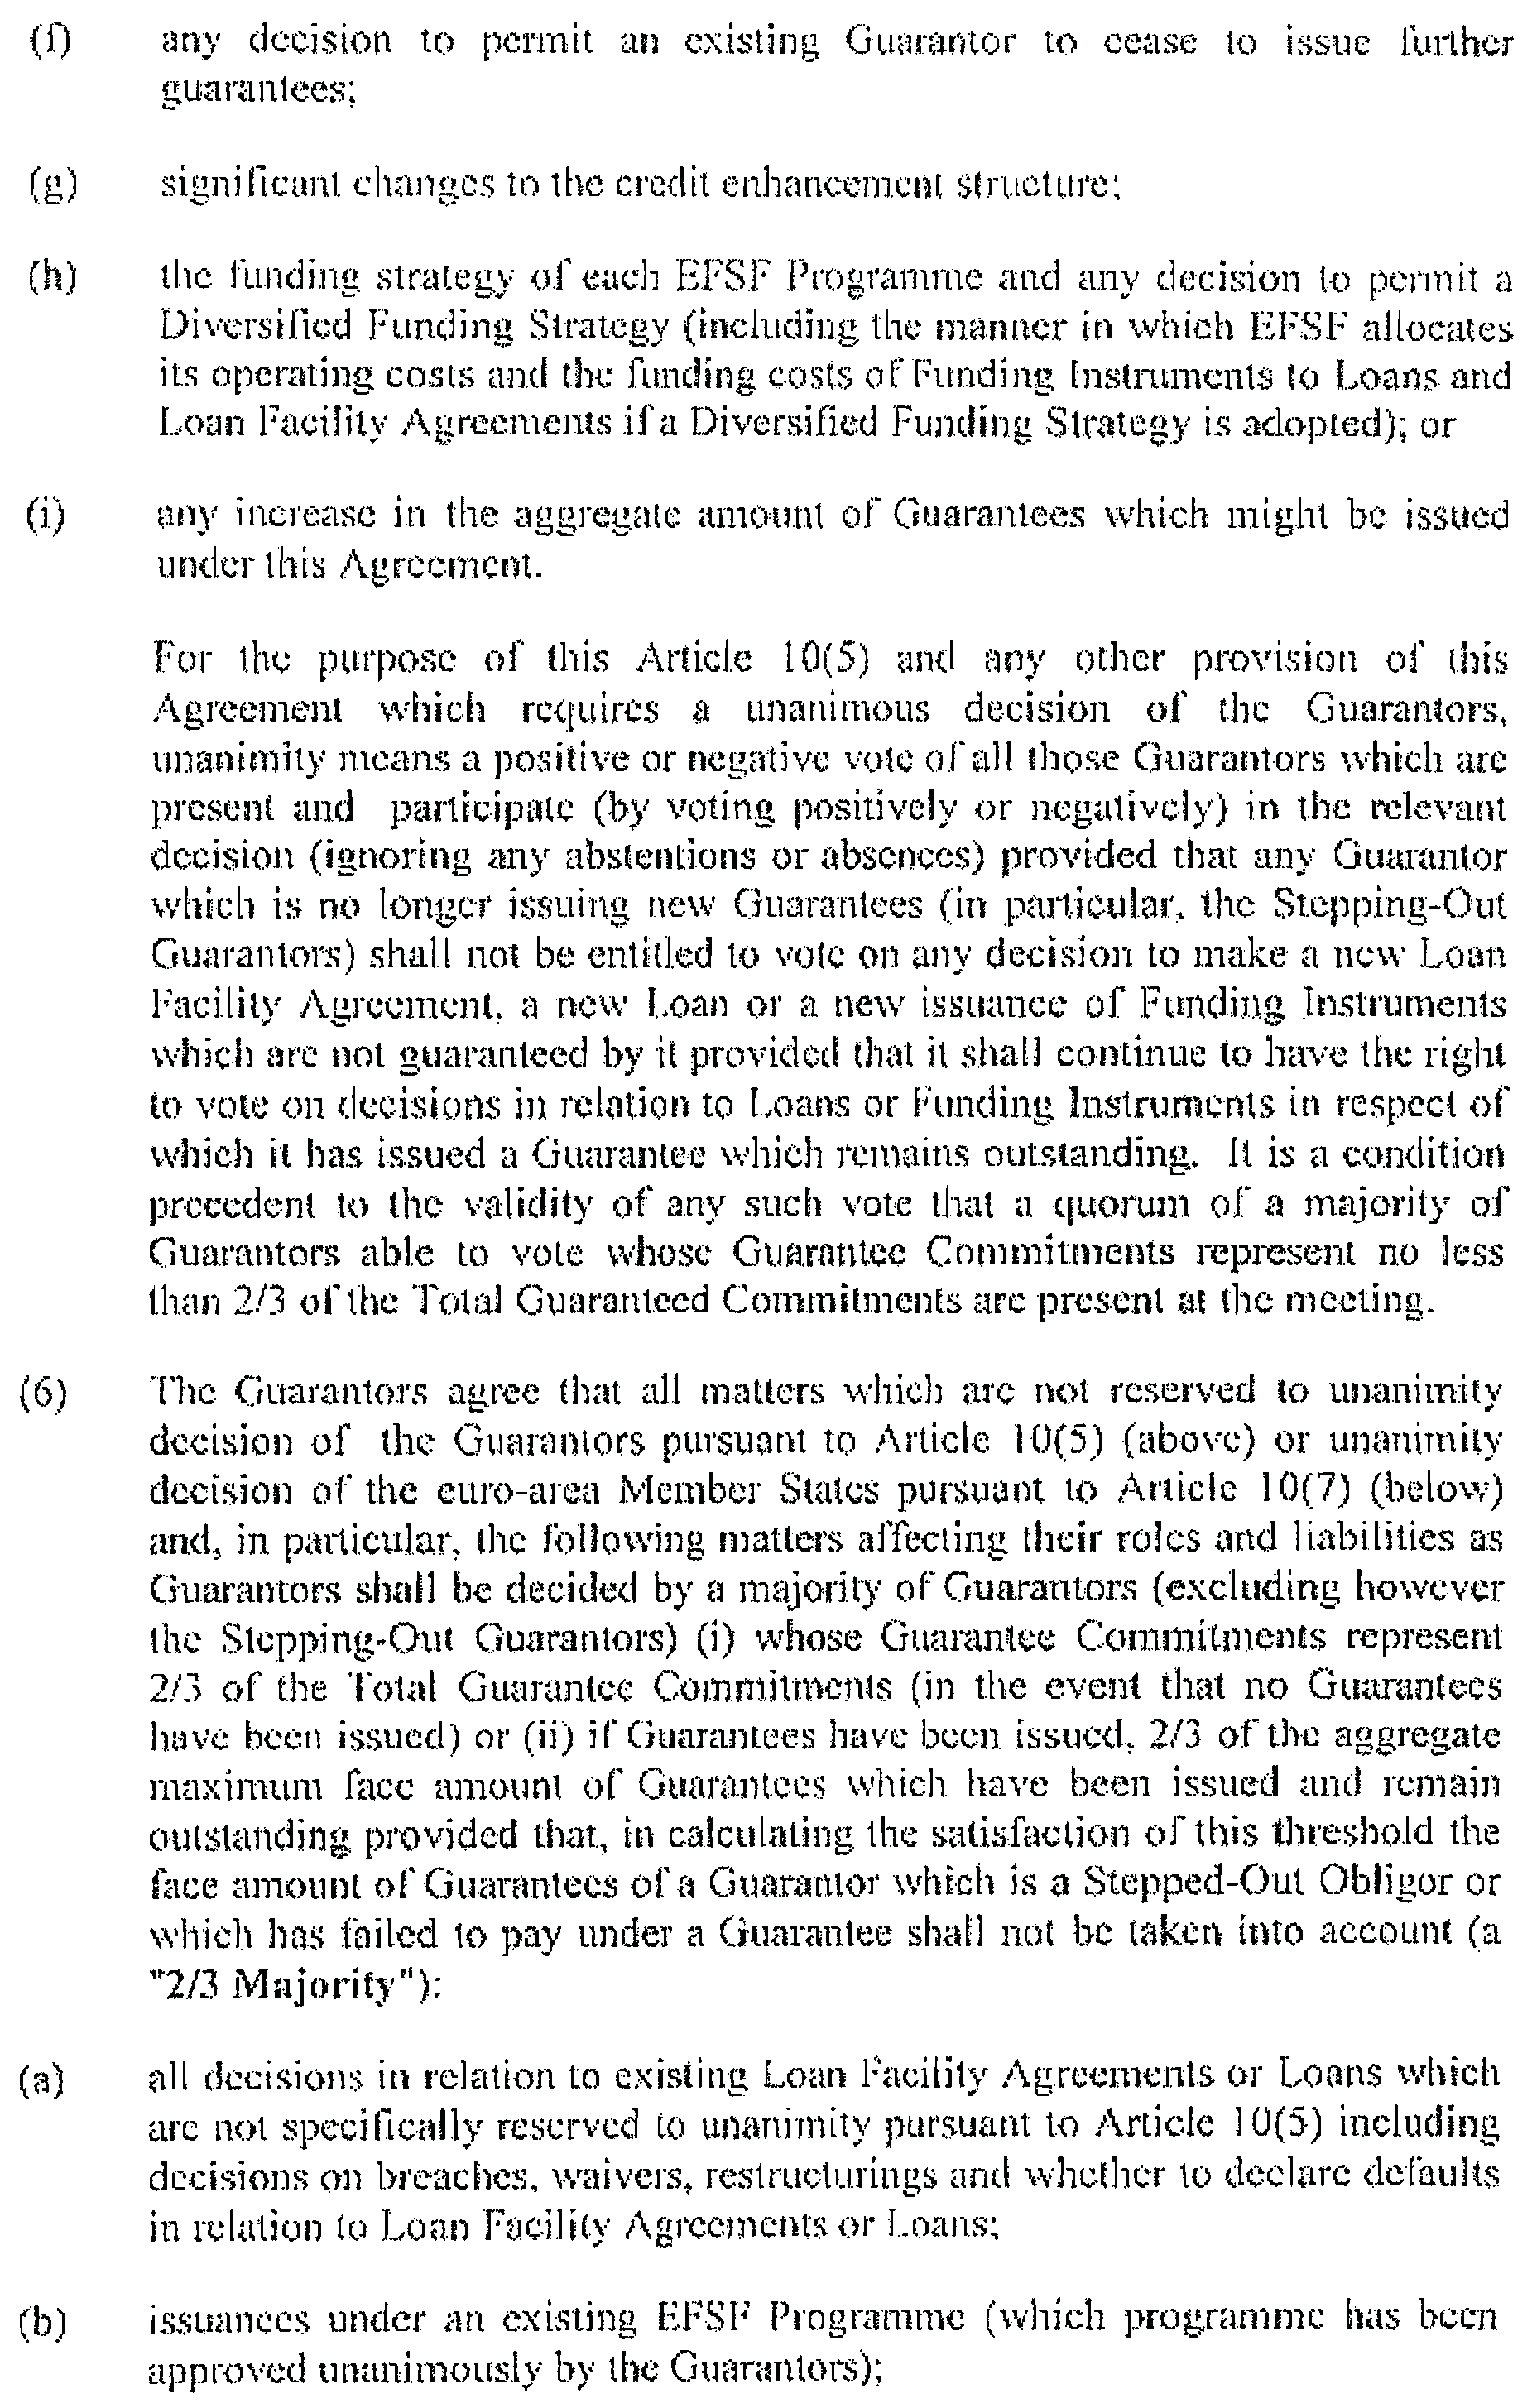 (f) any decision to permit an existing Guarantor to cease to issue further
guarantees;
(g) significant changes to the credit enhancement structure;
(h) the funding strategy of each EFSF Programme and any decision to permit a
Diversified Funding Strategy (including the manner in which EFSF allocates
its operating costs and the funding costs of Funding Instruments to Loans and
Loan Facility Agreements if a Diversified Funding Strategy is adopted); or
(i) any increase in the aggregate amount of Guarantees which might be issued
under this Agreement.
For the purpose of this Article 10(5) and any other provision of this
Agreement which requires a unanimous decision of the Guarantors,
unanimity means a positive or negative vote of all those Guarantors which are
present and participate (by voting positively or negatively) in the relevant
decision (ignoring any abstentions or absences) provided that any Guarantor
which is no longer issuing new Guarantees (in particular, the Stepping-Out
Guarantors) shall not be entitled to vote on any decision to make a new Loan
Facility Agreement, a new Loan or a new issuance of Funding Instruments
which are not guaranteed by it provided that it shall continue to have the right
to vote on decisions in relation to Loans or Funding Instruments in respect of
which it has issued a Guarantee which remains outstanding. It is a condition
precedent to the validity of any such vote that a quorum of a majority of
Guarantors able to vote whose Guarantee Commitments represent no less
than 2/3 of the Total Guaranteed Commitments are present at the meeting.
(6) The Guarantors agree that all matters which are not reserved to unanimity
decision of the Guarantors pursuant to Article 10(5) (above) or unanimity
decision of the euro-area Member States pursuant to Article 10(7) (below)
and, in particular, the following matters affecting their roles and liabilities as
Guarantors shall be decided by a majority of Guarantors (excluding however
the Stepping-Out Guarantors) (i) whose Guarantee Commitments represent
2/3 of the Total Guarantee Commitments (in the event that no Guarantees
have been issued) or (ii) if Guarantees have been issued, 2/3 of the aggregate
maximum face amount of Guarantees which have been issued and remain
outstanding provided that, in calculating the satisfaction of this threshold the
face amount of Guarantees of a Guarantor which is a Stepped-Out Obligor or
which has failed to pay under a Guarantee shall not be taken into account (a
"2/3 Majority"):
(a) all decisions in relation to existing Loan Facility Agreements or Loans which
are not specifically reserved to unanimity pursuant to Article 10(5) including
decisions on breaches, waivers, restructurings and whether to declare defaults
in relation to Loan Facility Agreements or Loans;
(b) issuances under an existing EFSF Programme (which programme has been
approved unanimously by the Guarantors);